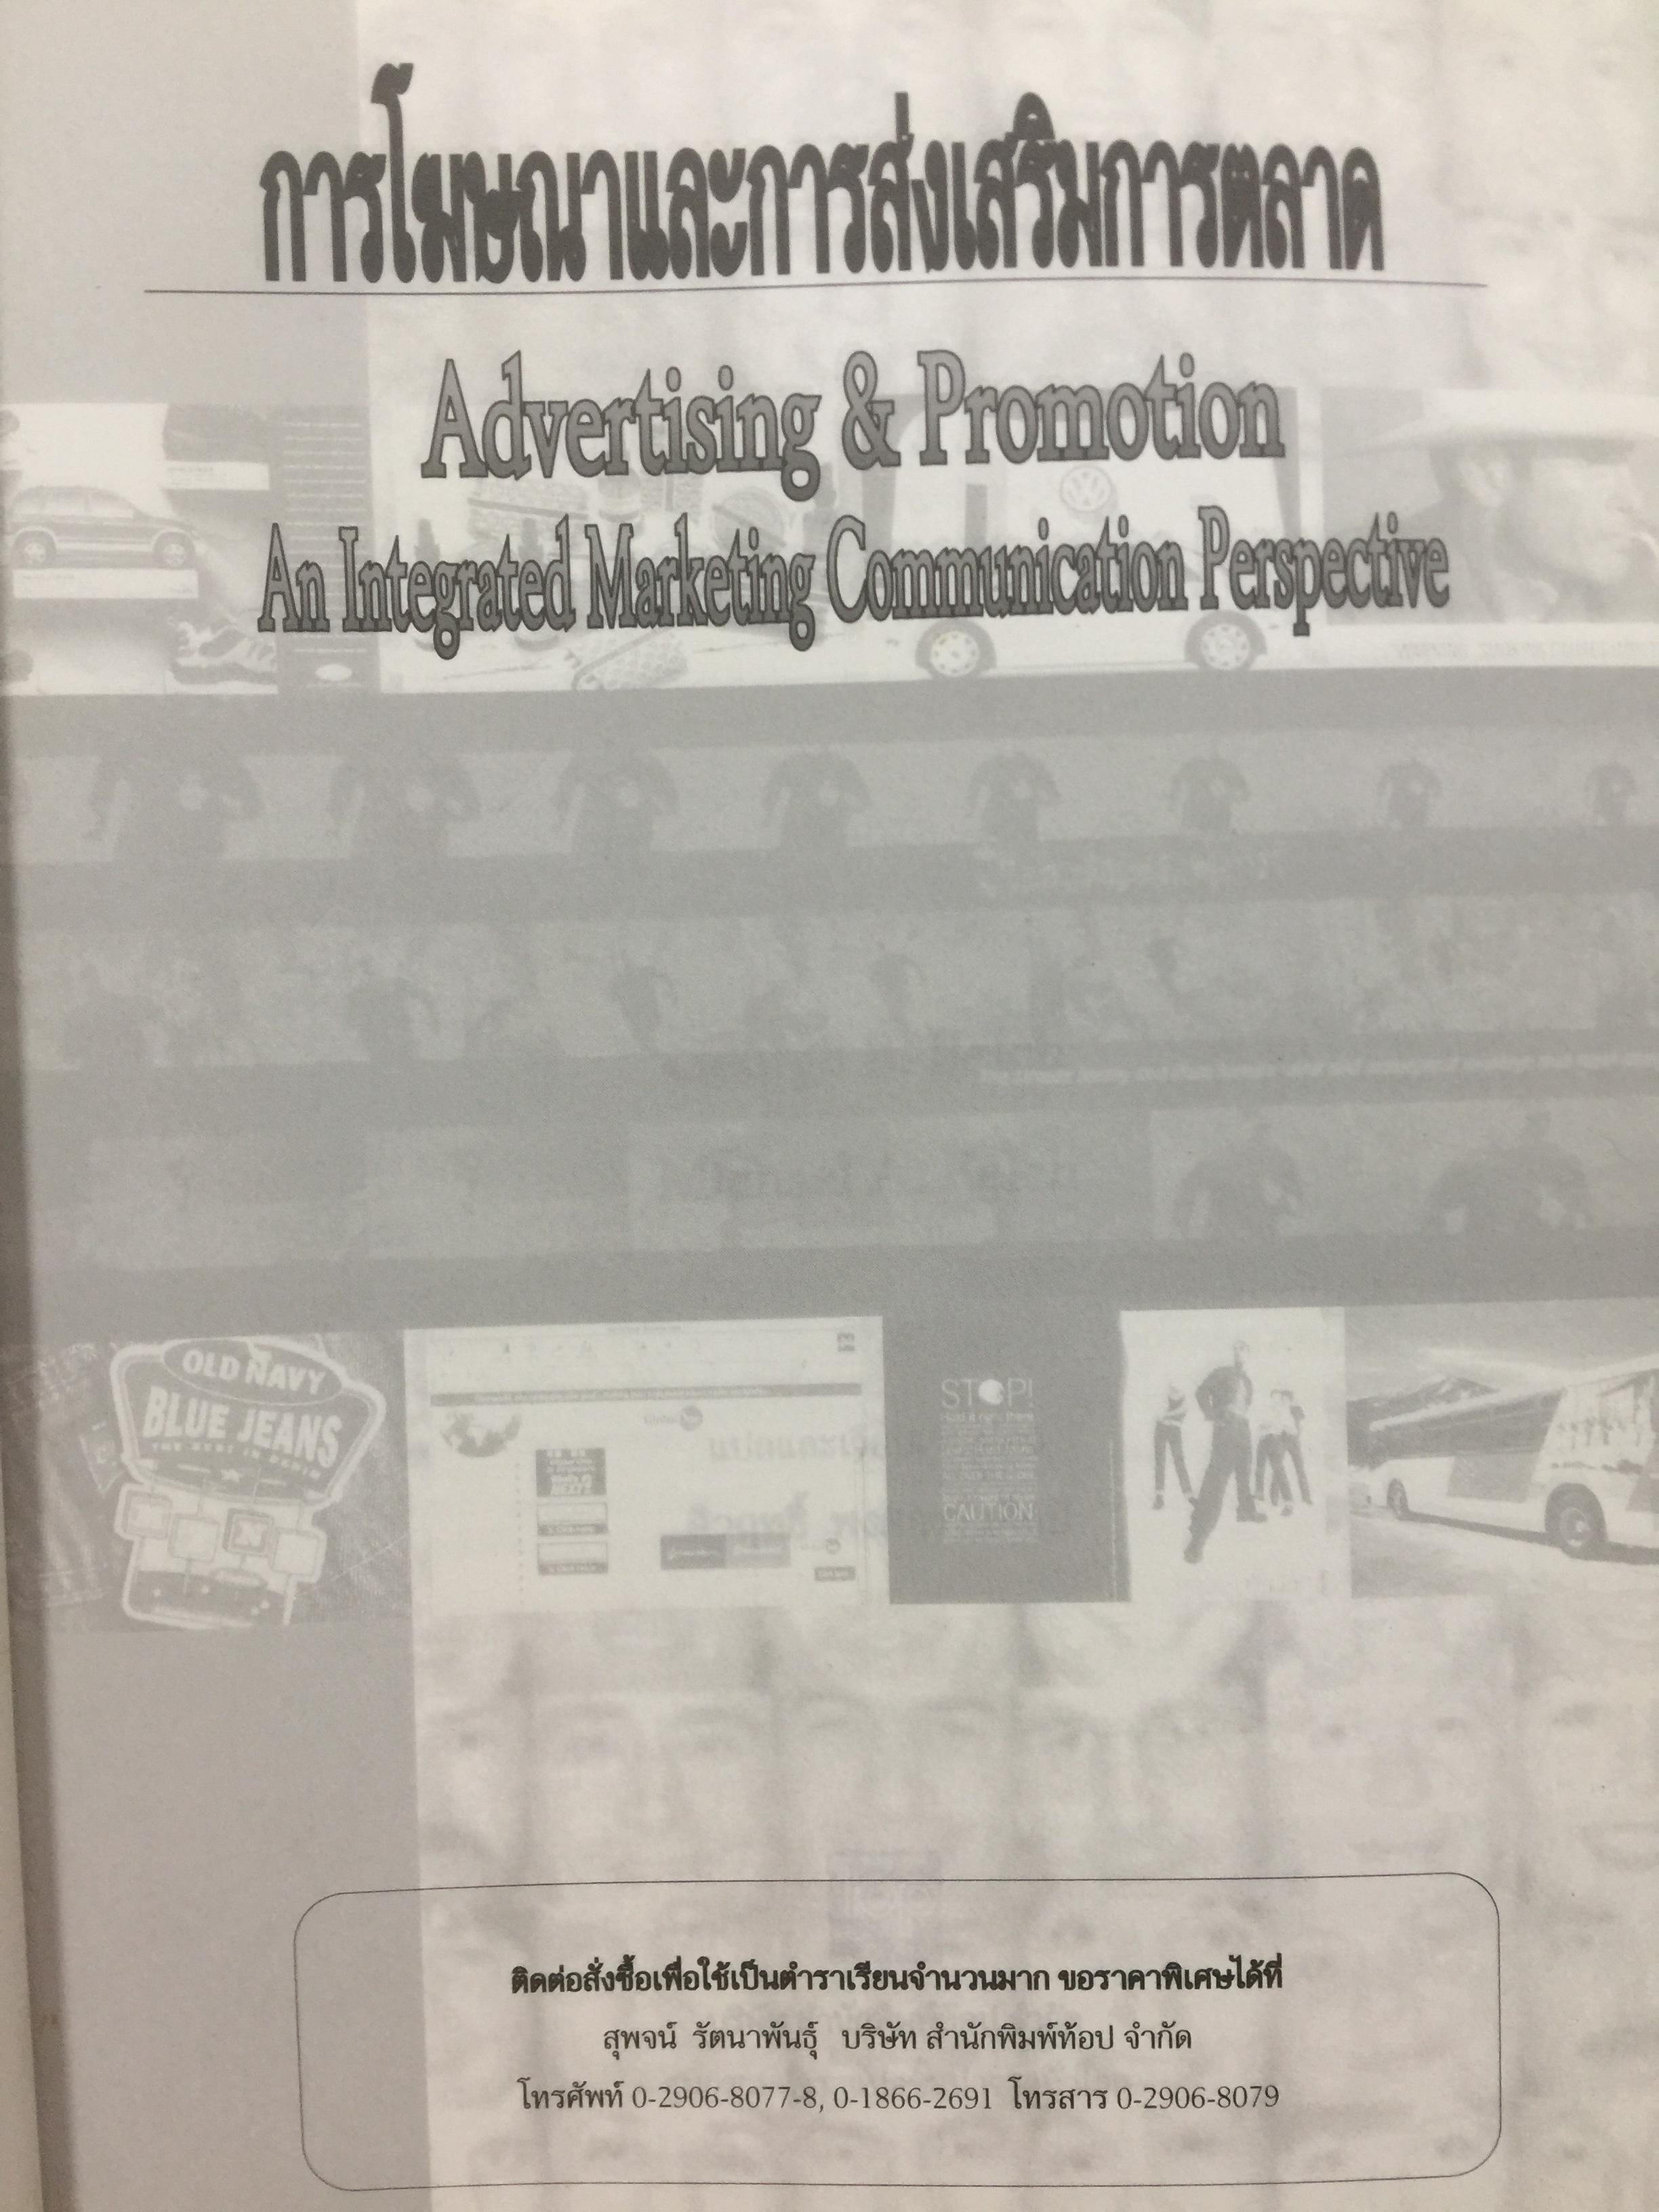 การโฆษณาและการส่งเสริมการตลาด
Advertising & Promotion
An Integrated Marketing Communication Perspective
OLD NAVY
BLUE JEANS
STOP!
CAUTION
ติดต่อสั่งซื้อเพื่อใช้เป็นตำราเรียนจำนวนมาก ขอราคาพิเศษได้ที่
สุพจน์ รัตนาพันธุ์ บริษัท สำนักพิมพ์ท้อป จำกัด
โทรศัพท์ 0-2906-8077-8, 0-1866-2691 โทรสาร 0-2906-8079